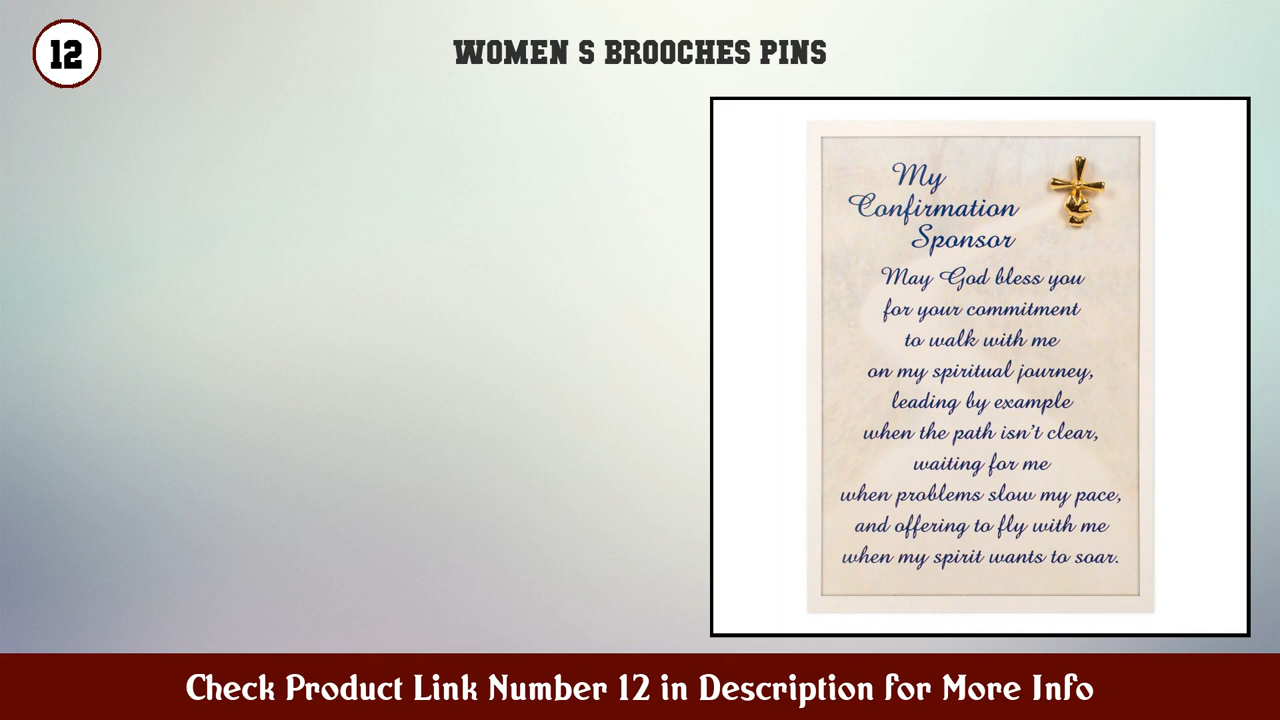 12
WOMEN S BROOCHES PINS
My
Confirmation
Sponsor
May God bless you
for your commitment
to walk with me
on my spiritual journey,
leading by example
when the path isn't clear,
waiting for me
when problems slow my pace,
and offering to fly with me
when my spirit wants to soar.
Check Product Link Number 12 in Description for More Info